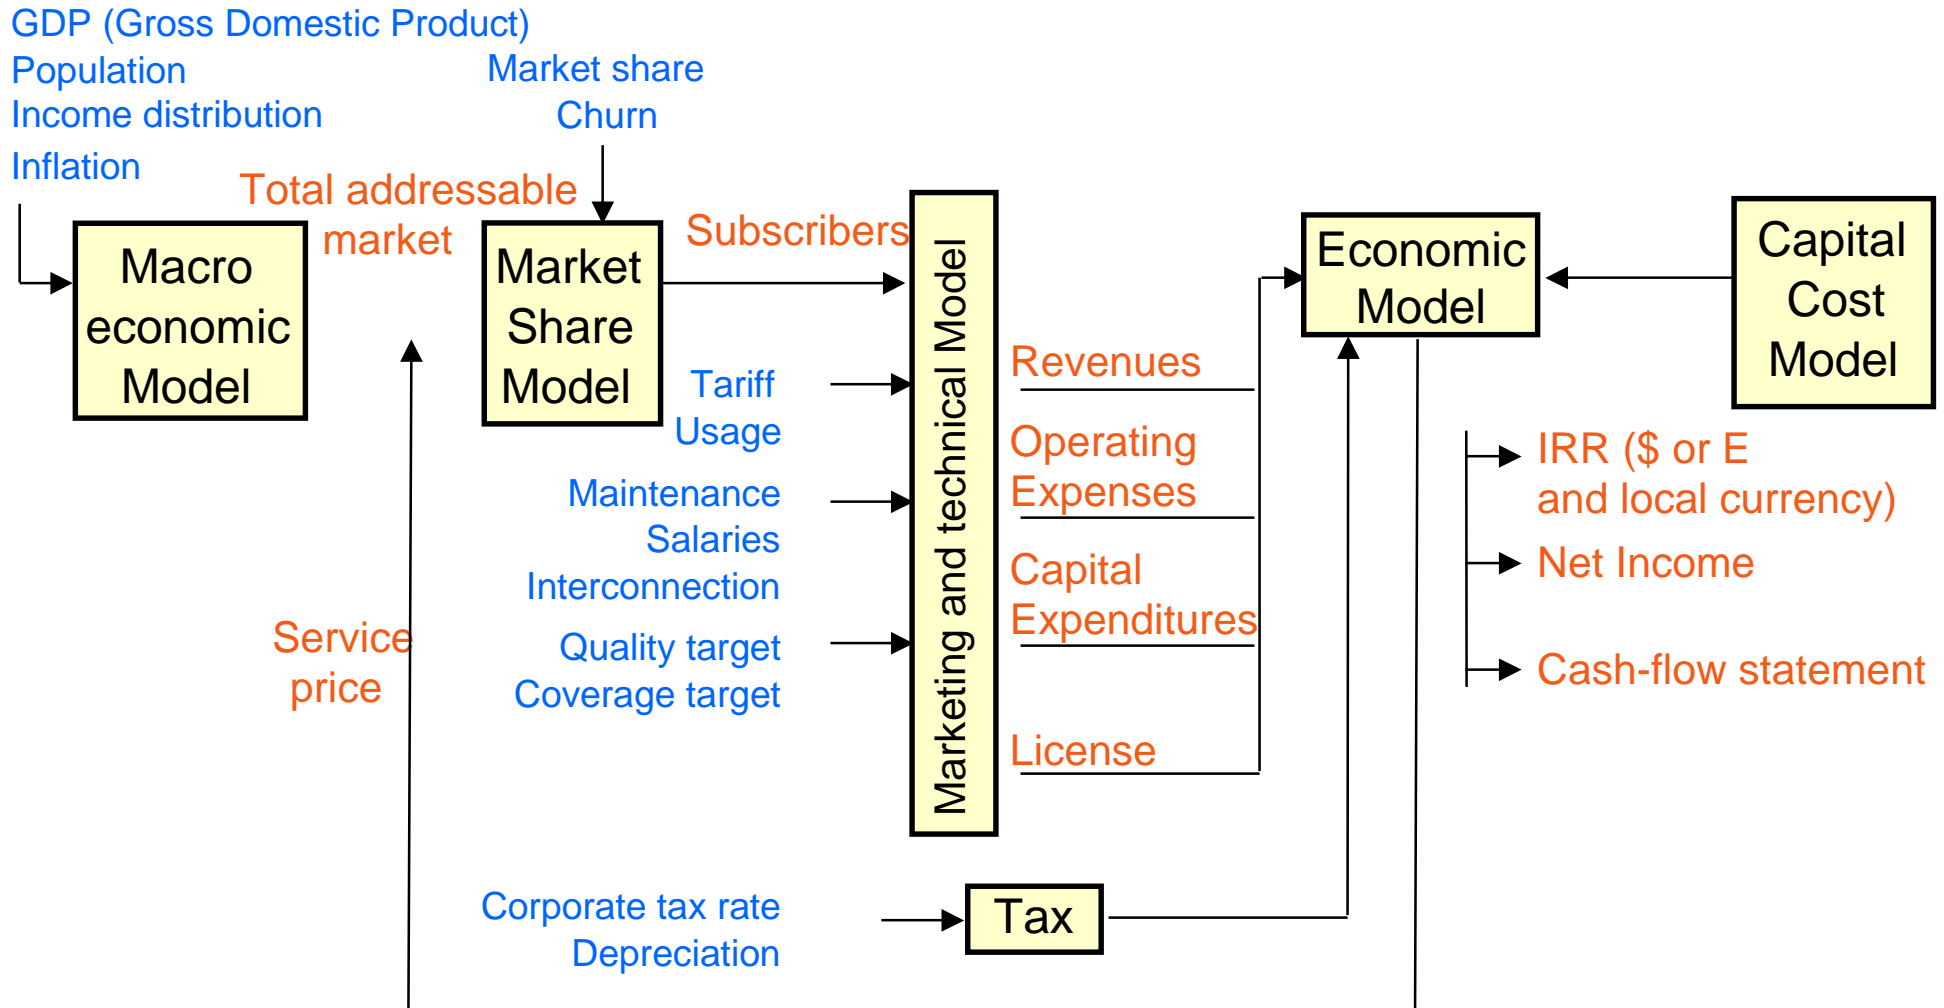 GDP (Gross Domestic Product)
Population
Income distribution
Inflation
Market share
Churn
Total addressable
market
Subscribers
Macro
economic
Model
Market
Share
Model
Marketing and technical Model
Economic
Model
Capital
Cost
Model
Tariff
Usage
Maintenance
Salaries
Interconnection
Quality target
Coverage target
Revenues
Operating
Expenses
Capital
Expenditures
License
IRR ($ or E
and local currency)
Net Income
Cash-flow statement
Service
price
Corporate tax rate
Depreciation
Tax